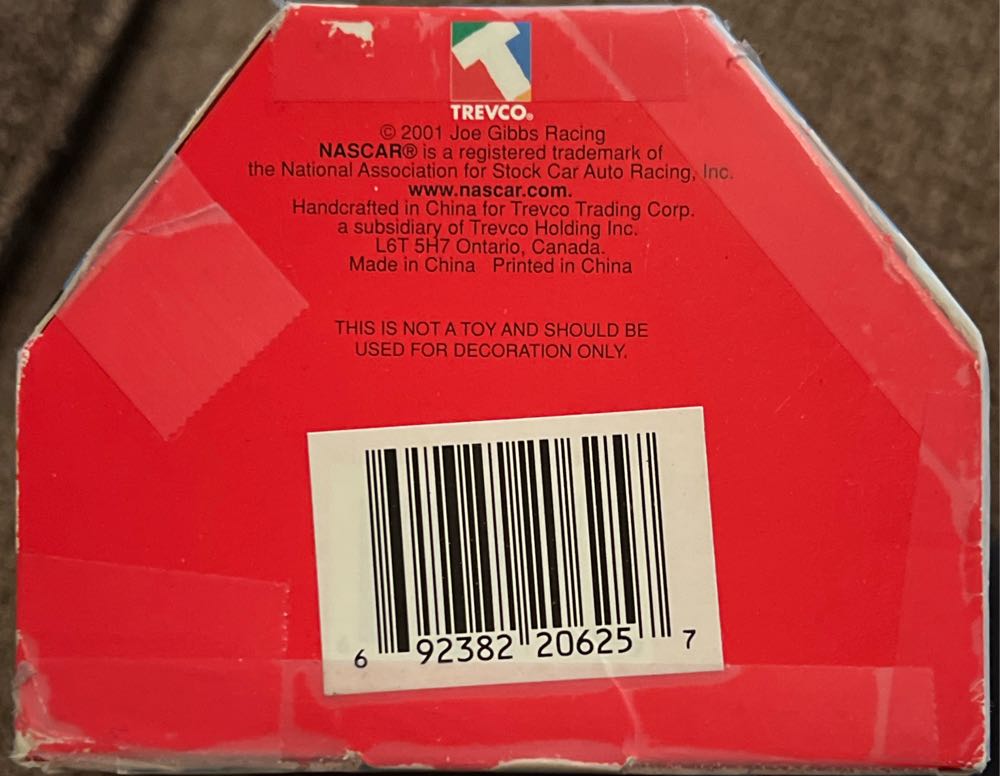 T
TREVCO®
© 2001 Joe Gibbs Racing
NASCAR® is a registered trademark of
the National Association for Stock Car Auto Racing, Inc.
www.nascar.com.
Handcrafted in China for Trevco Trading Corp.
a subsidiary of Trevco Holding Inc.
L6T 5H7 Ontario, Canada.
Made in China Printed in China
THIS IS NOT A TOY AND SHOULD BE
USED FOR DECORATION ONLY.
6 92382 20625 7